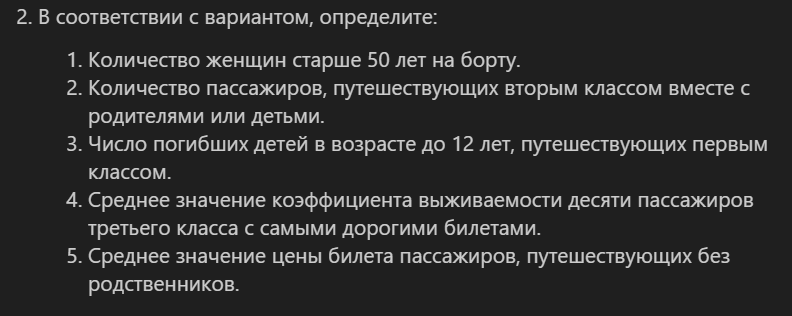 2. В соответствии с вариантом, определите:
1. Количество женщин старше 50 лет на борту.
2. Количество пассажиров, путешествующих вторым классом вместе с
родителями или детьми.
3. Число погибших детей в возрасте до 12 лет, путешествующих первым
классом.
4. Среднее значение коэффициента выживаемости десяти пассажиров
третьего класса с самыми дорогими билетами.
5. Среднее значение цены билета пассажиров, путешествующих без
родственников.